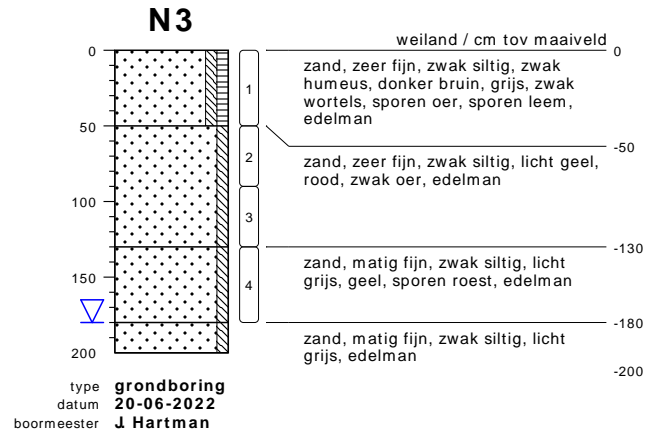 N3
weiland / cm tov maaiveld
0
0
zand, zeer fijn, zwak siltig, zwak
humeus, donker bruin, grijs, zwak
wortels, sporen oer, sporen leem,
edelman
1
50
-50
zand, zeer fijn, zwak siltig, licht geel,
rood, zwak oer, edelman
2
100
3
-130
zand, matig fijn, zwak siltig, licht
grijs, geel, sporen roest, edelman
150
4
-180
zand, matig fijn, zwak siltig, licht
grijs, edelman
200
-200
type grondboring
datum 20-06-2022
boormeester J. Hartman